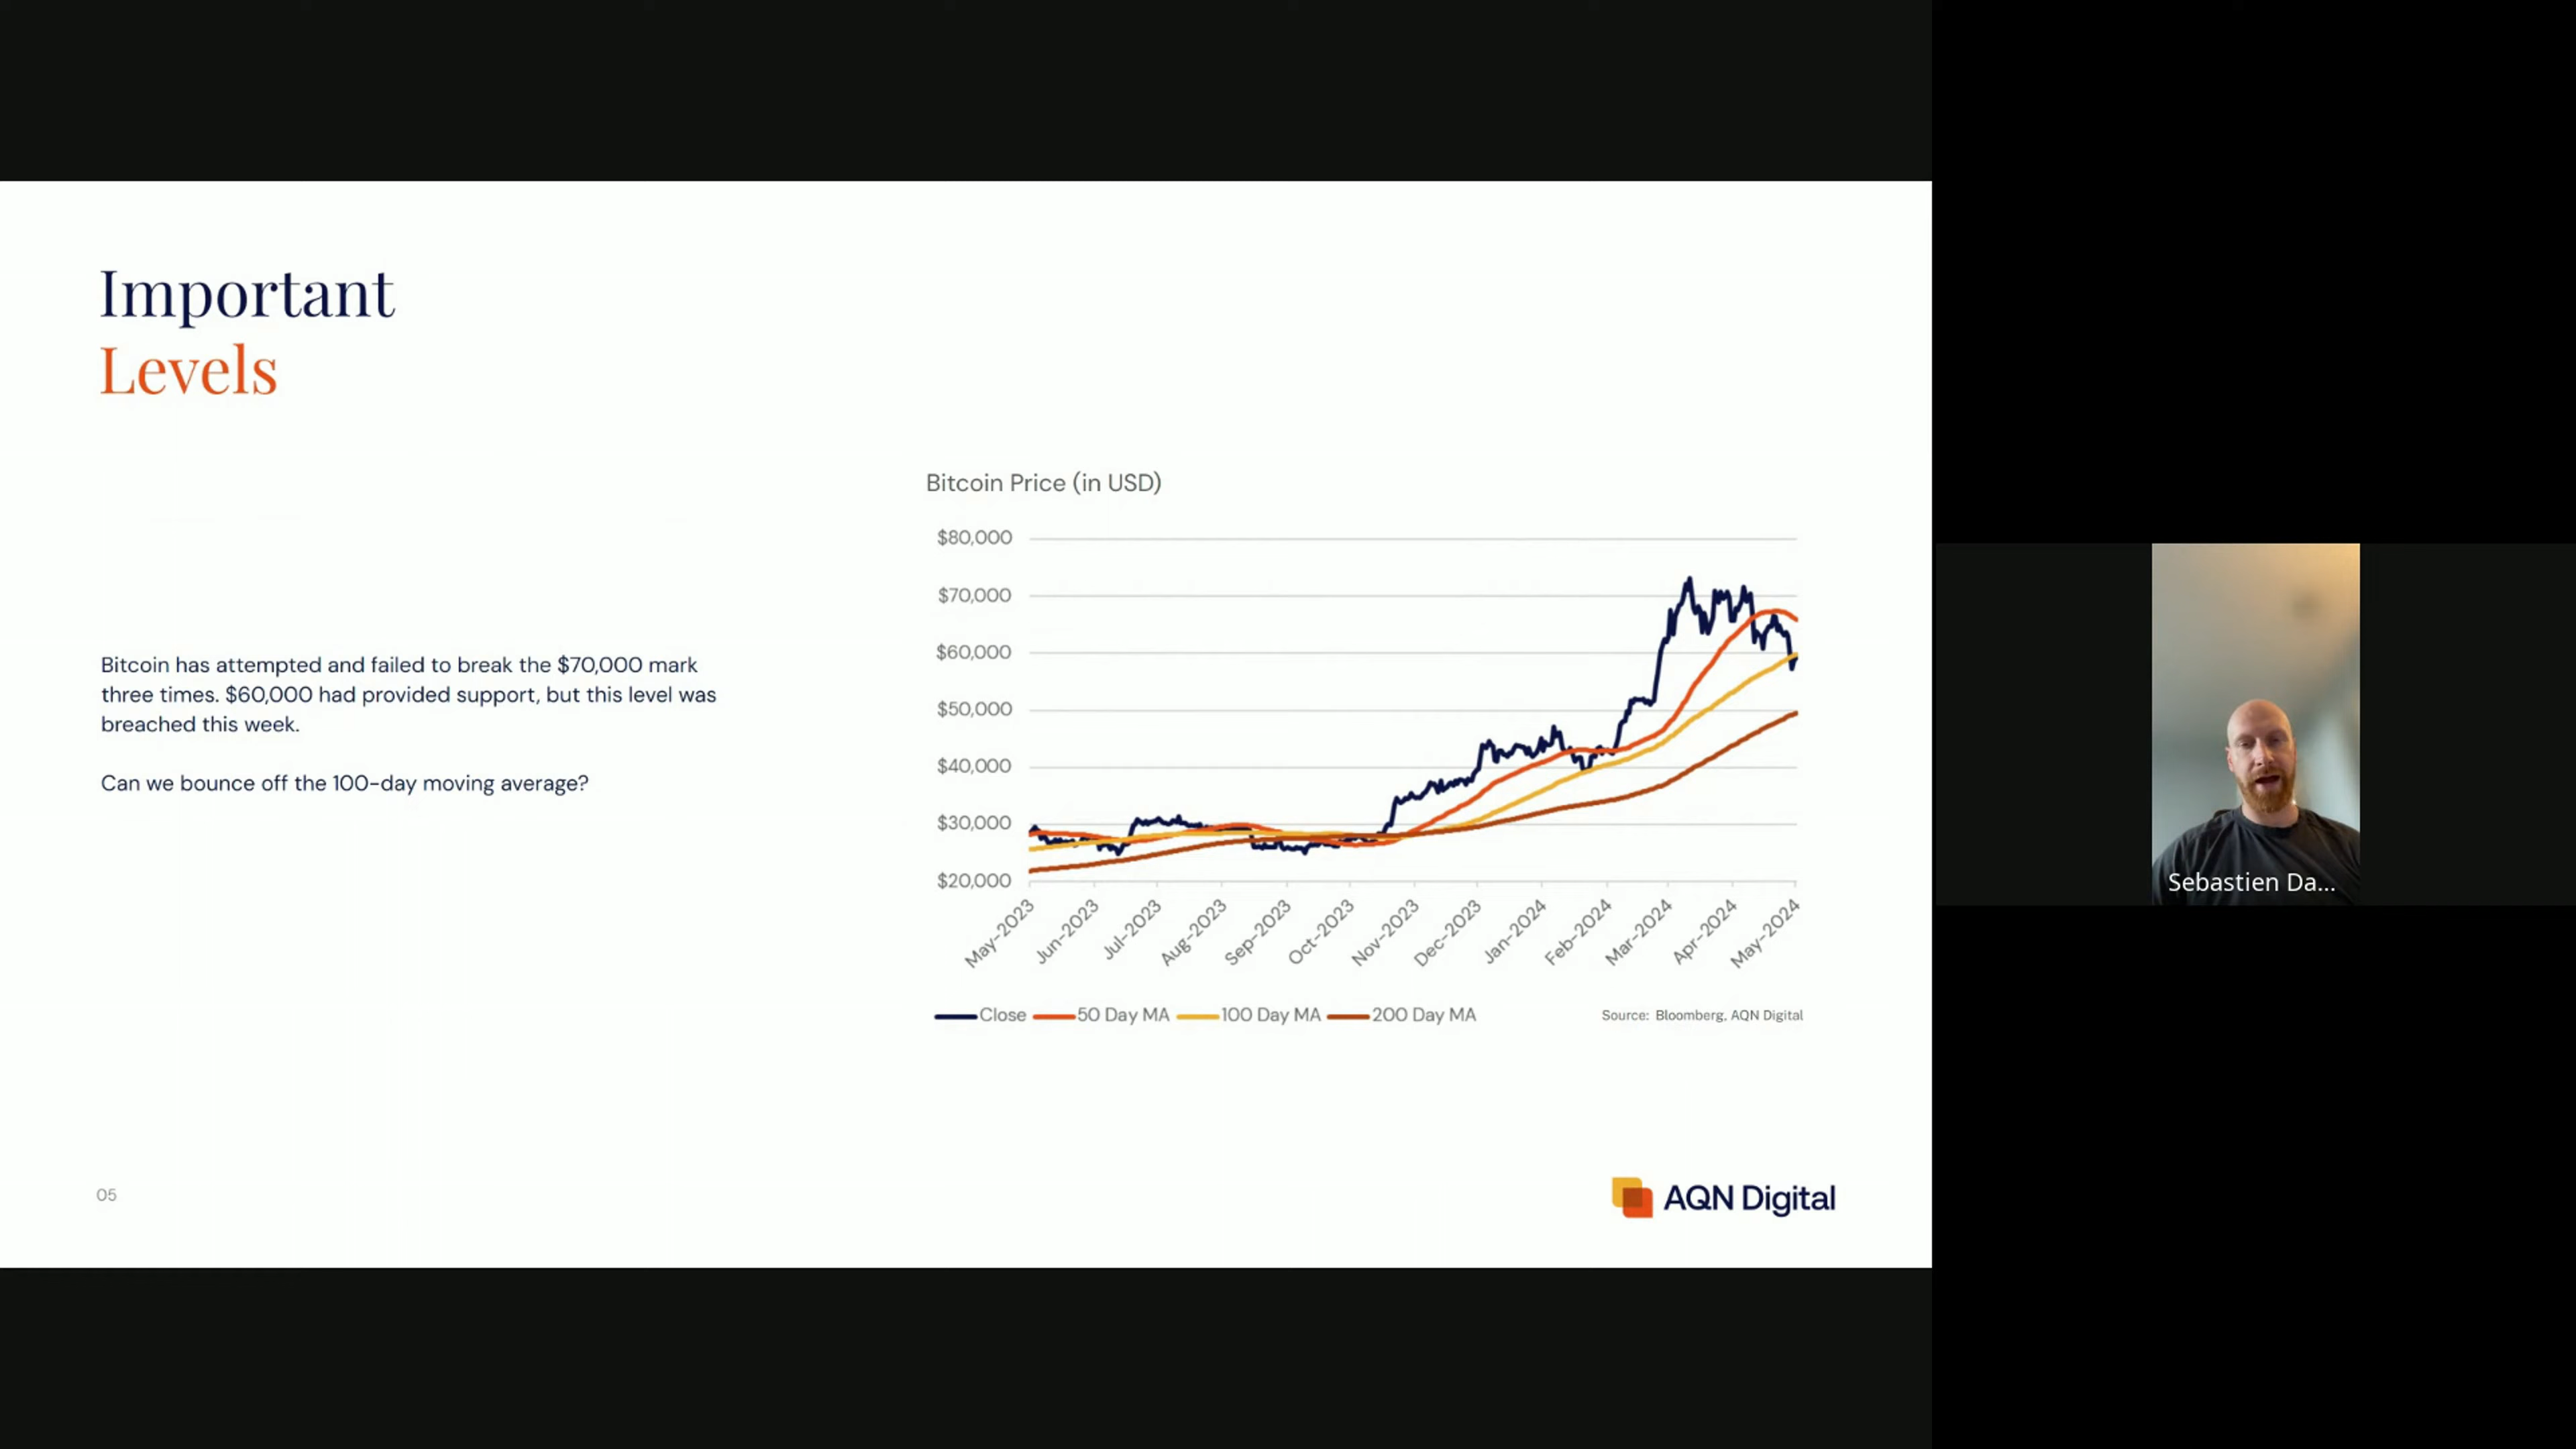 Important
Levels
Bitcoin has attempted and failed to break the $70,000 mark
three times. $60,000 had provided support, but this level was
breached this week.
Can we bounce off the 100-day moving average?
Bitcoin Price (in USD)
$80,000
$70,000
$60,000
$50,000
$40,000
$30,000
$20,000
May-2023
Jun-2023
Jul-2023
Aug-2023
Sep-2023
Oct-2023
Nov-2023
Dec-2023
Jan-2024
Feb-2024
Mar-2024
Apr-2024
May-2024
Close 50 Day MA 100 Day MA 200 Day MA
Source: Bloomberg, AQN Digital
05
AQN Digital
Sebastien Da...